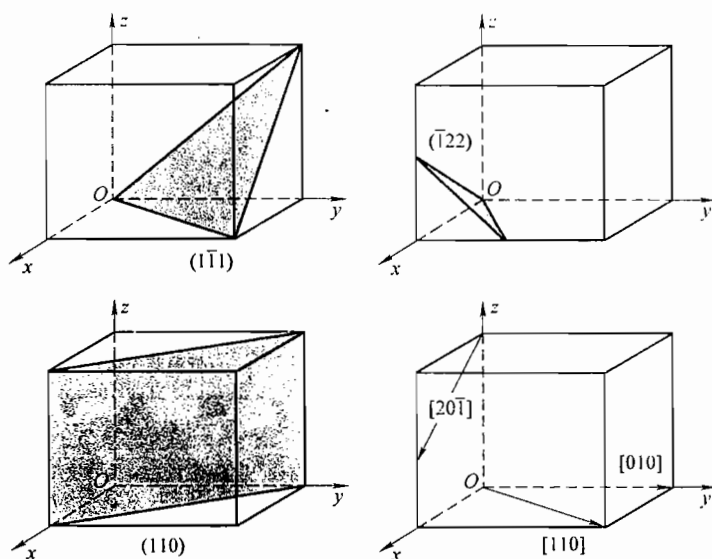 z
O
y
x
(11̄1)
z
(1̄22)
O
y
x
z
O
y
x
(110)
z
[201̄]
[010]
O
y
x
[110]